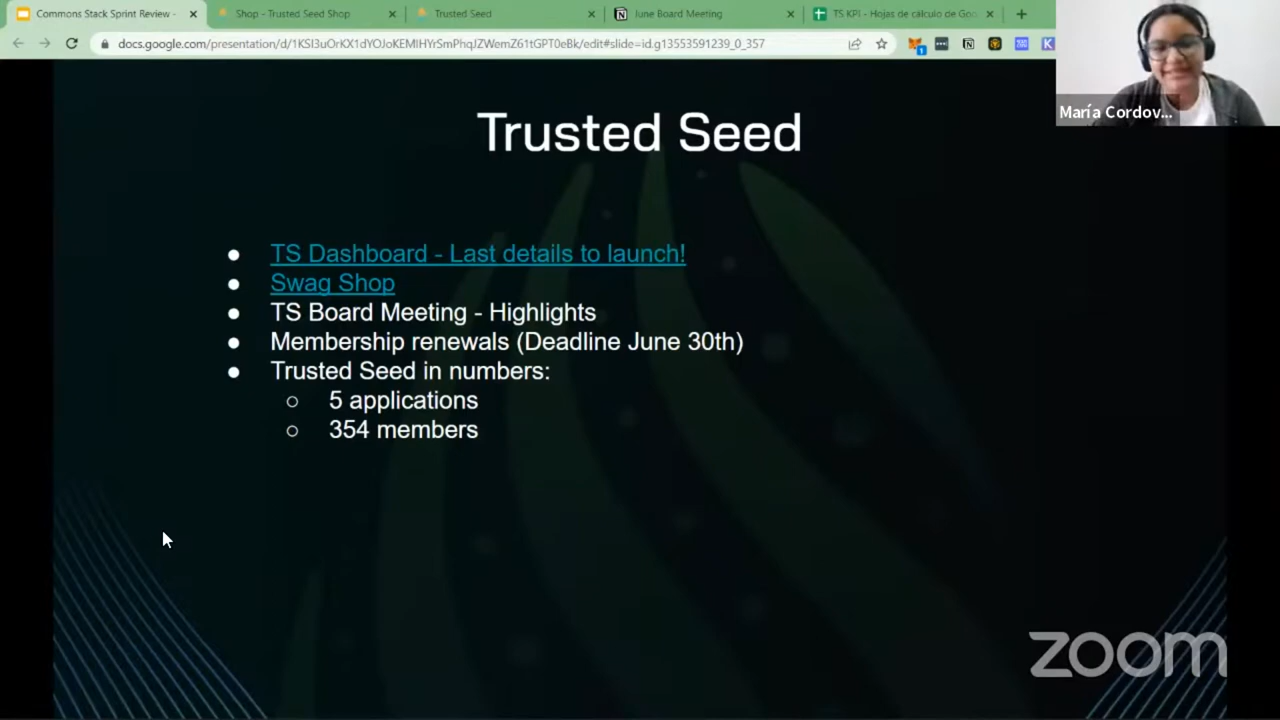 Commons Stack Sprint Review -
Shop - Trusted Seed Shop
Trusted Seed
June Board Meeting
TS KPI - Hojas de cálculo de Goo
docs.google.com/presentation/d/1KSI3uOrKX1dYOJoKEMIHYrSmPhqJZWemZ61tGPT0eBk/edit#slide=id.g13553591239_0_357
María Cordov...
Trusted Seed
TS Dashboard - Last details to launch!
Swag Shop
TS Board Meeting - Highlights
Membership renewals (Deadline June 30th)
Trusted Seed in numbers:
5 applications
354 members
zoom